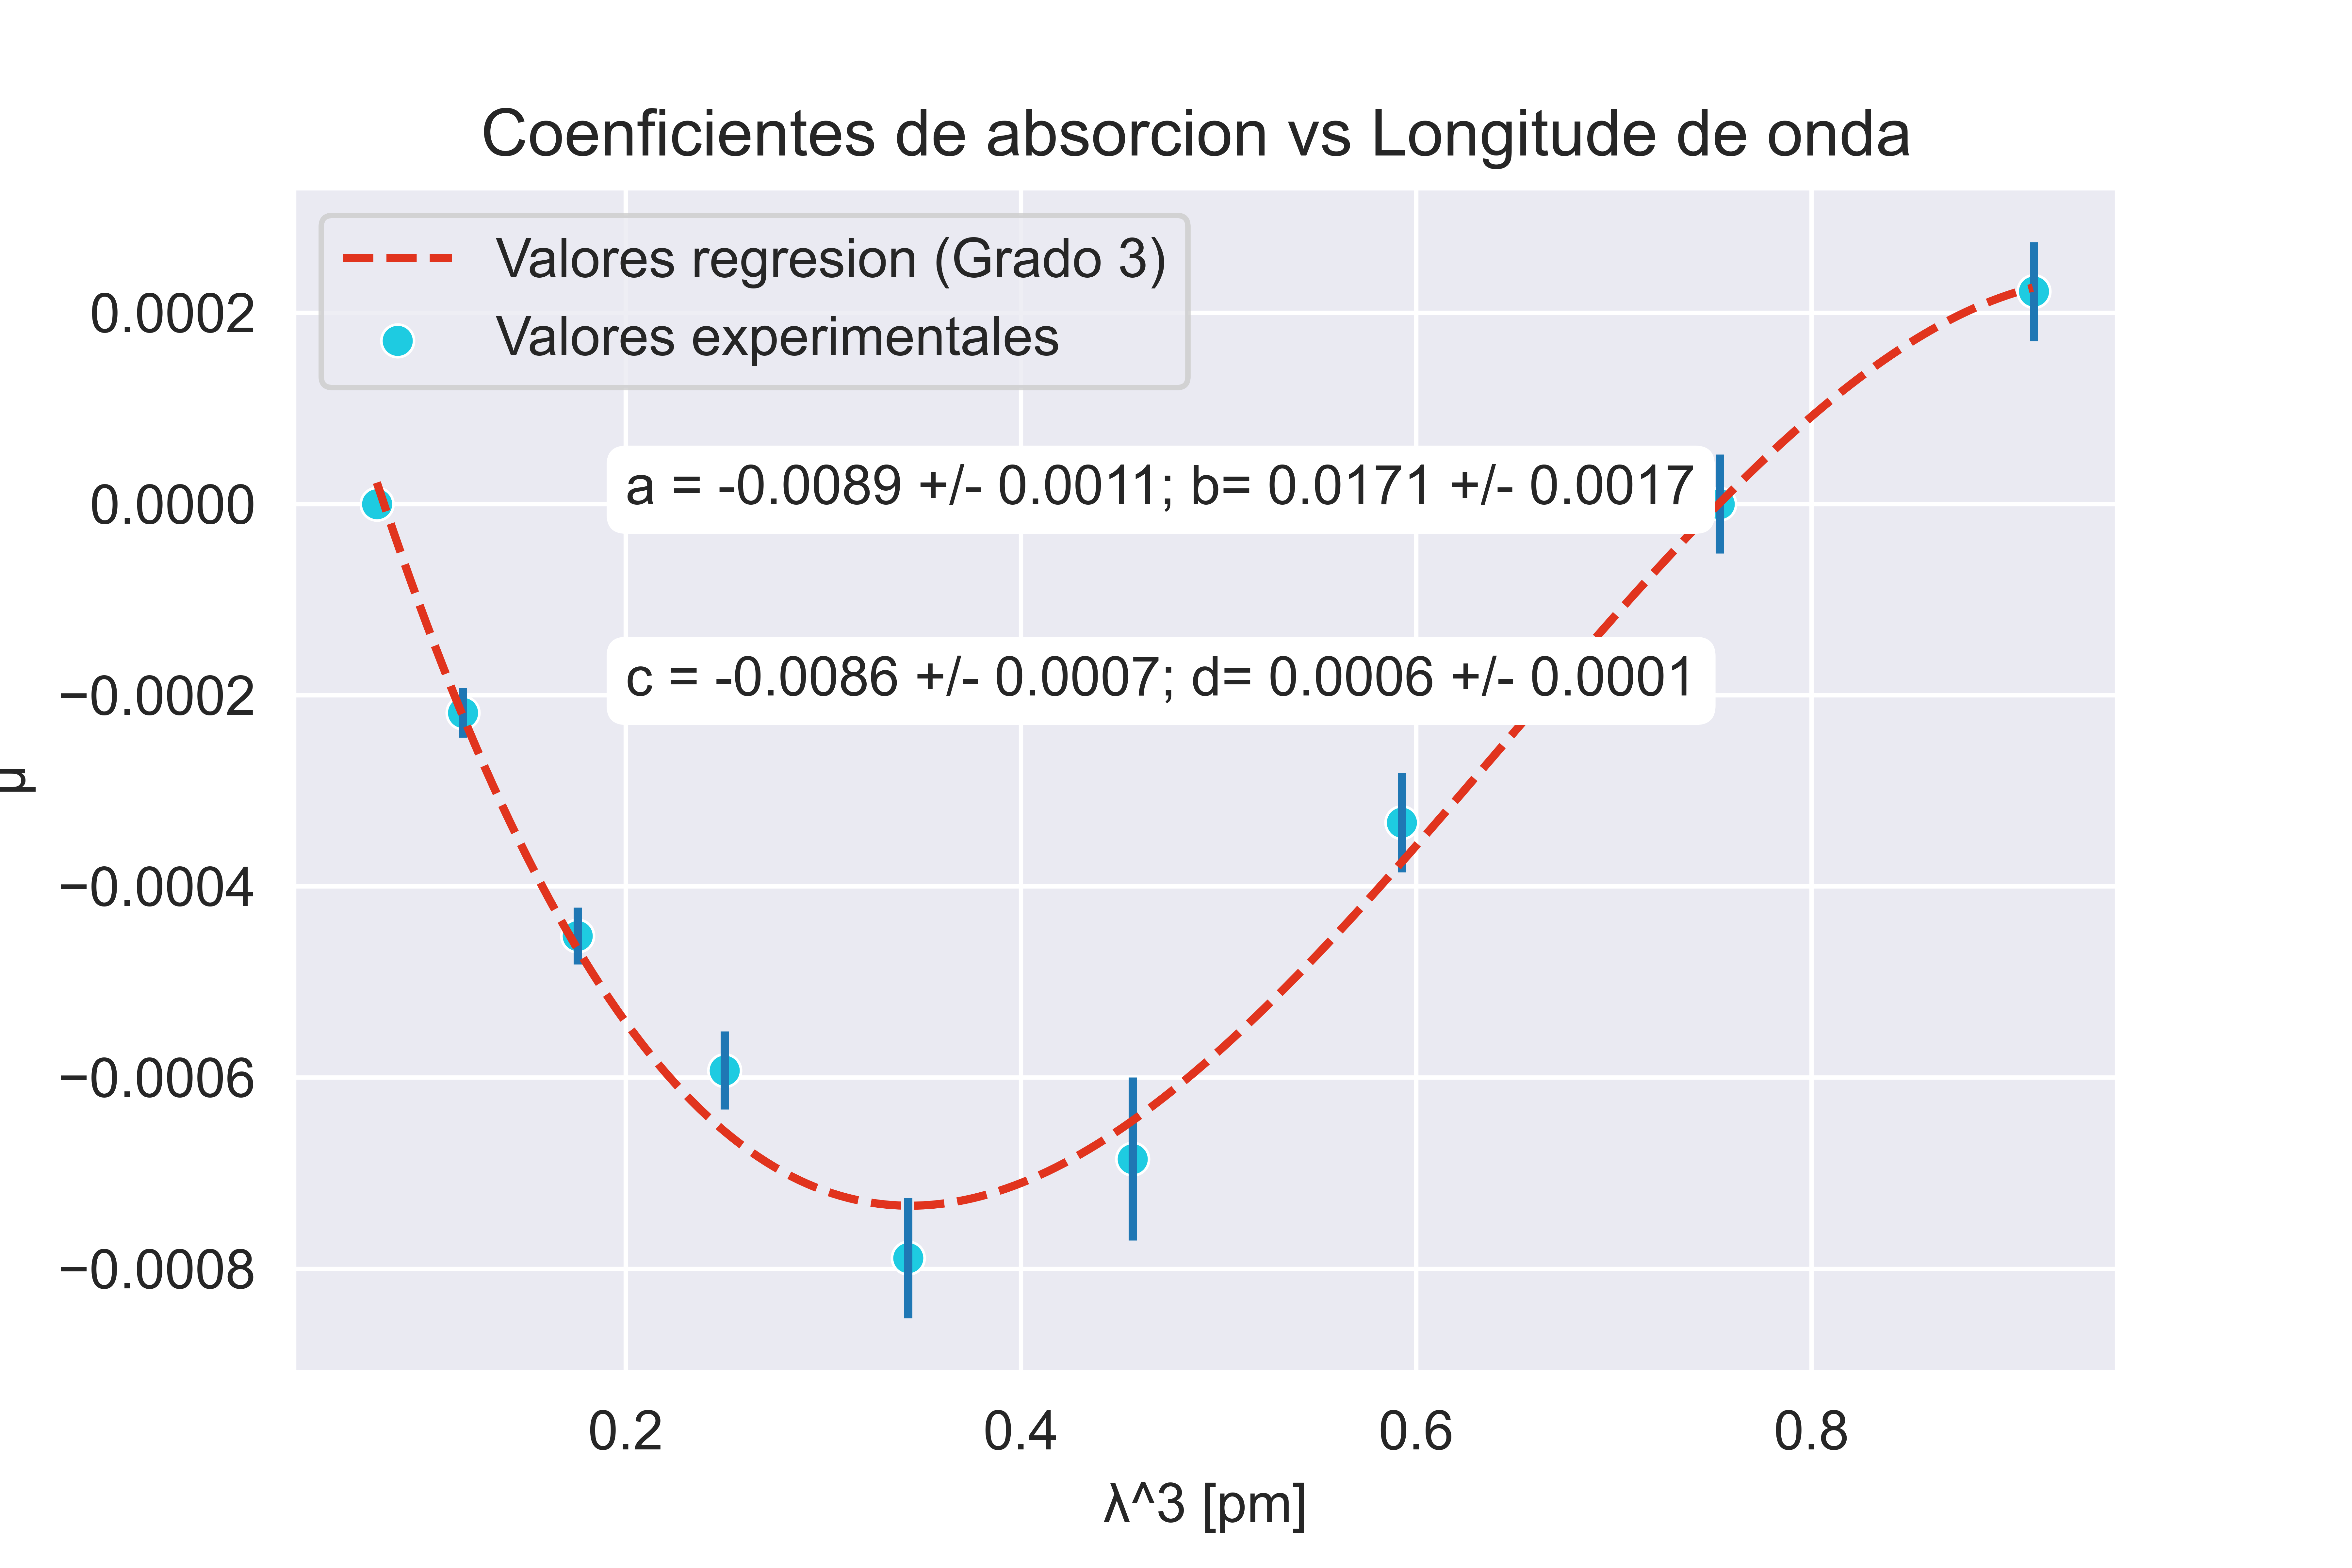 Coenficientes de absorcion vs Longitude de onda
Valores regresion (Grado 3)
Valores experimentales
0.0002
0.0000
−0.0002
−0.0004
−0.0006
−0.0008
a = -0.0089 +/- 0.0011; b= 0.0171 +/- 0.0017
c = -0.0086 +/- 0.0007; d= 0.0006 +/- 0.0001
μ
0.2 0.4 0.6 0.8
λ^3 [pm]